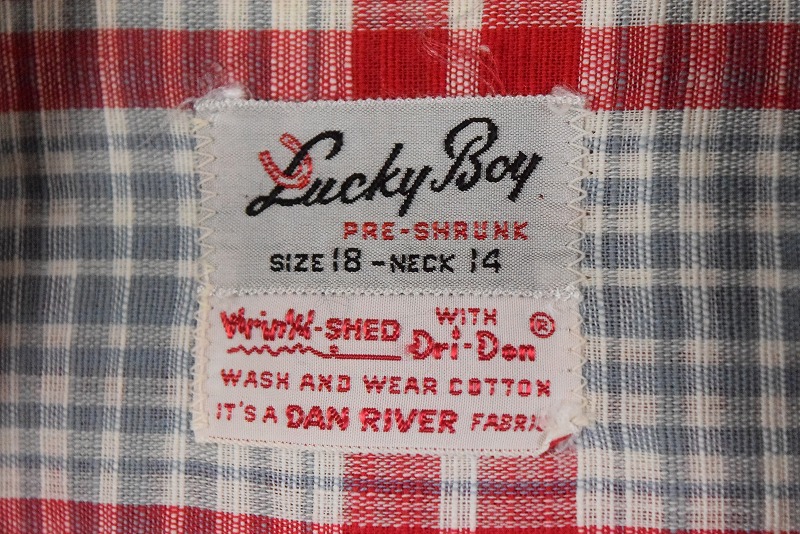 Lucky Boy
PRE-SHRUNK
SIZE 18 - NECK 14
Wrinkl-SHED WITH Dri-Don ®
WASH AND WEAR COTTON
IT'S A DAN RIVER FABRIC